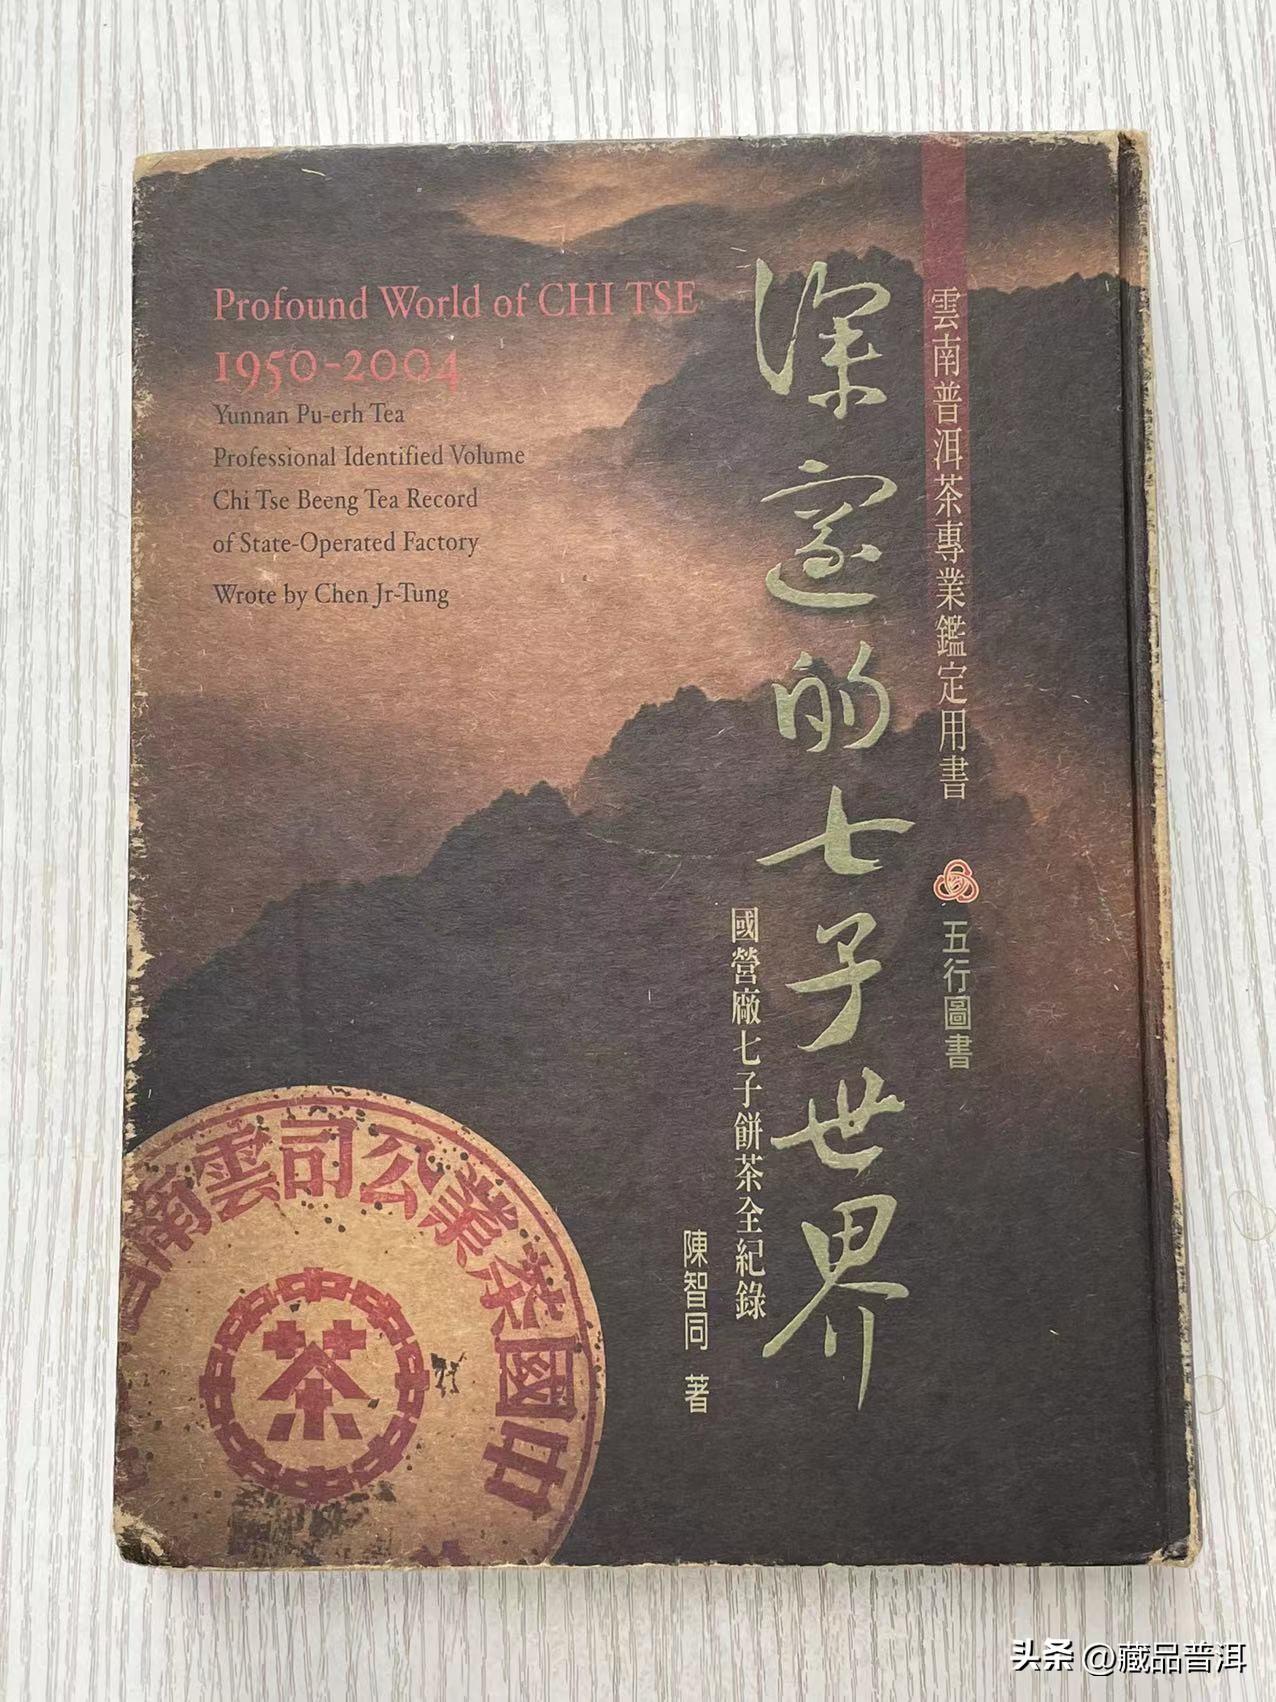 Profound World of CHI TSE
1950-2004
Yunnan Pu-erh Tea
Professional Identified Volume
Chi Tse Beeng Tea Record
of State-Operated Factory
Wrote by Chen Jr-Tung
雲南普洱茶專業鑑定用書
五行圖書
深邃的七子世界
國營廠七子餅茶全紀錄
陳智同 著
中國茶業公司雲南省
茶
头条 @藏品普洱